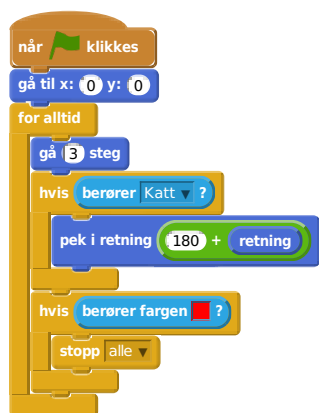 når klikkes
gå til x: 0 y: 0
for alltid
gå 3 steg
hvis berører Katt ?
pek i retning 180 + retning
hvis berører fargen ?
stopp alle